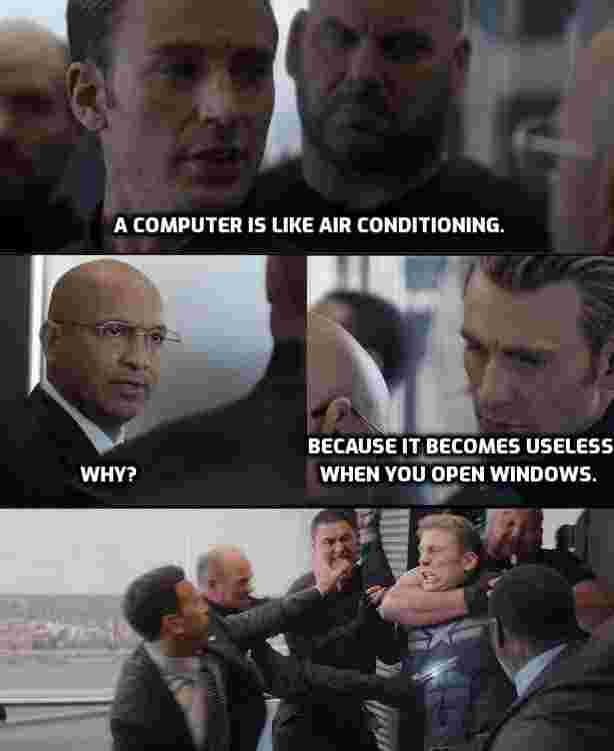 A COMPUTER IS LIKE AIR CONDITIONING.
WHY?
BECAUSE IT BECOMES USELESS
WHEN YOU OPEN WINDOWS.